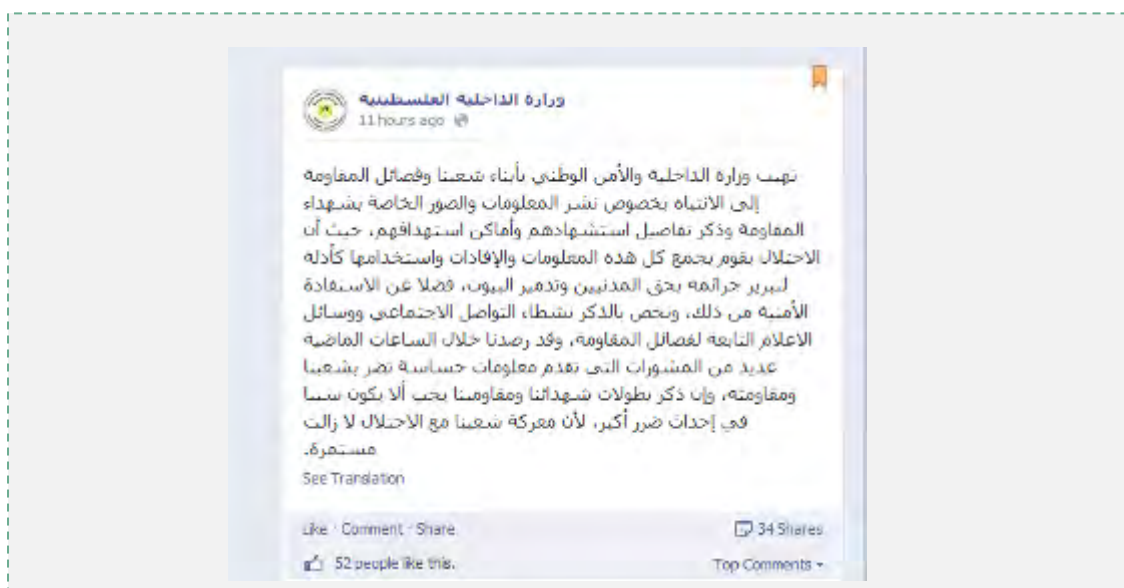 وزارة الداخلية الفلسطينية
11 hours ago
تهيب وزارة الداخلية والأمن الوطني بأبناء شعبنا وفصائل المقاومة
إلى الانتباه بخصوص نشر المعلومات والصور الخاصة بشهداء
المقاومة وذكر تفاصيل استشهادهم وأماكن استهدافهم، حيث أن
الاحتلال يقوم بجمع كل هذه المعلومات والإفادات واستخدامها كأدلة
لتبرير جرائمه بحق المدنيين وتدمير البيوت، فضلا عن الاستفادة
الأمنية من ذلك، ونخص بالذكر نشطاء التواصل الاجتماعي ووسائل
الاعلام التابعة لفصائل المقاومة، وقد رصدنا خلال الساعات الماضية
عديد من المشورات التي تقدم معلومات حساسة تضر بشعبنا
ومقاومته، وإن ذكر بطولات شهدائنا ومقاومينا يجب ألا يكون سببا
في إحداث ضرر أكبر، لأن معركة شعبنا مع الاحتلال لا زالت
مستمرة.
See Translation
Like · Comment · Share 34 Shares
52 people like this. Top Comments